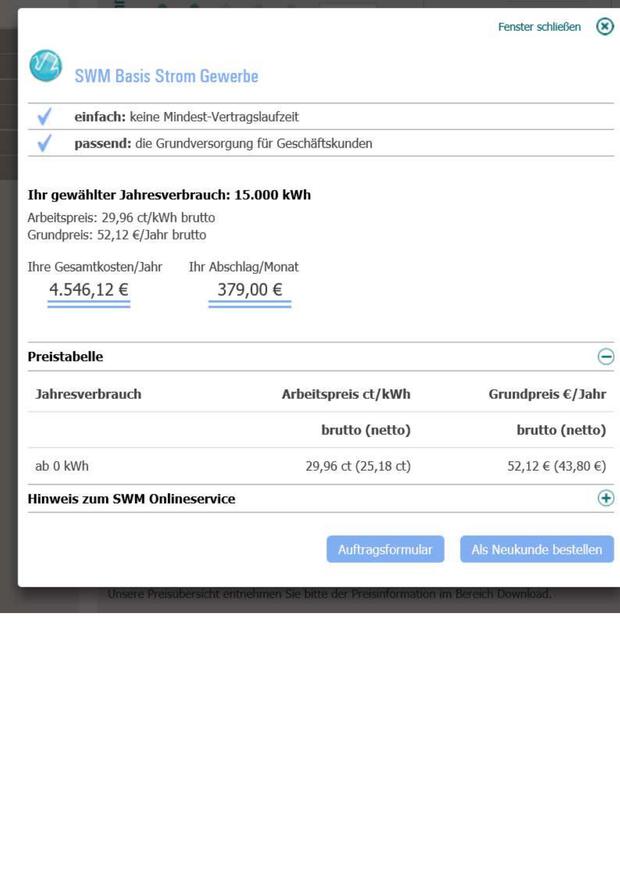 Fenster schließen
SWM Basis Strom Gewerbe
einfach: keine Mindest-Vertragslaufzeit
passend: die Grundversorgung für Geschäftskunden
Ihr gewählter Jahresverbrauch: 15.000 kWh
Arbeitspreis: 29,96 ct/kWh brutto
Grundpreis: 52,12 €/Jahr brutto
Ihre Gesamtkosten/Jahr Ihr Abschlag/Monat
4.546,12 € 379,00 €
Preistabelle
Jahresverbrauch Arbeitspreis ct/kWh Grundpreis €/Jahr
brutto (netto) brutto (netto)
ab 0 kWh 29,96 ct (25,18 ct) 52,12 € (43,80 €)
Hinweis zum SWM Onlineservice
Auftragsformular Als Neukunde bestellen
Unsere Preisübersicht entnehmen Sie bitte der Preisinformation im Bereich Download.